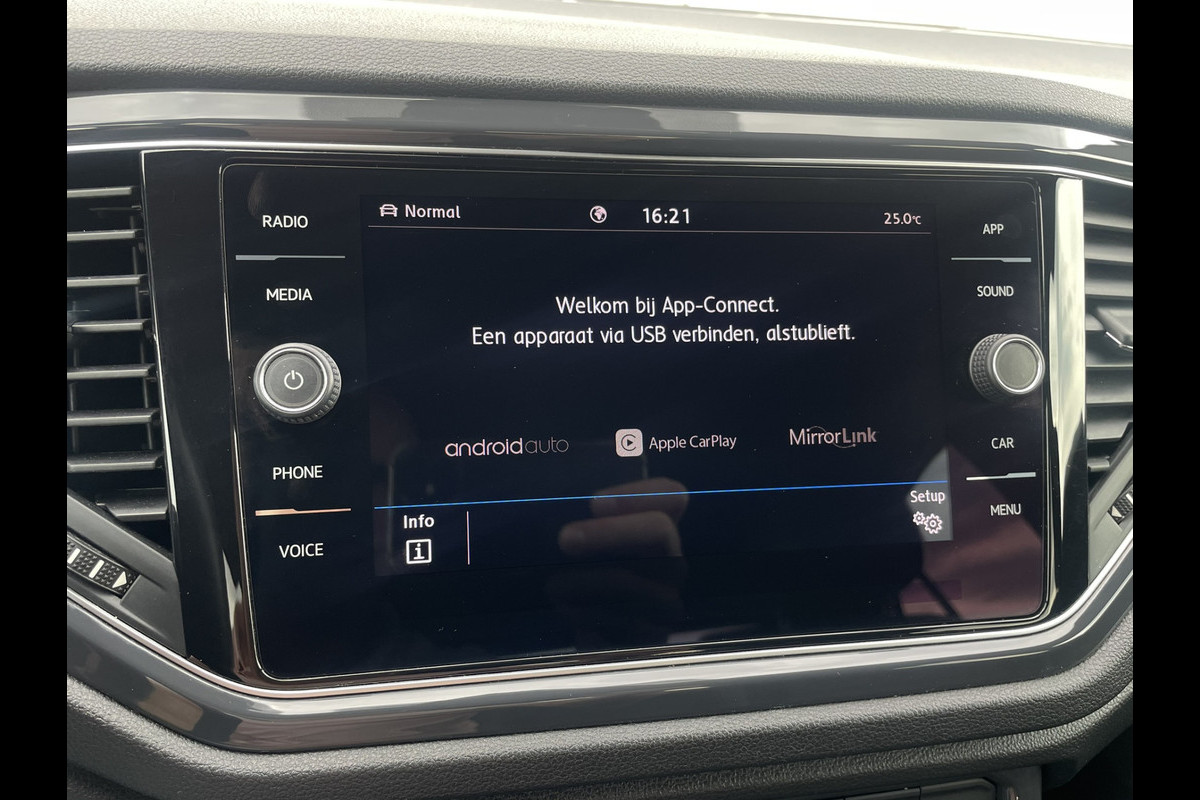 RADIO
MEDIA
PHONE
VOICE
Normal
16:21
25.0°C
Welkom bij App-Connect.
Een apparaat via USB verbinden, alstublieft.
androidauto
Apple CarPlay
MirrorLink
Info
Setup
APP
SOUND
CAR
MENU